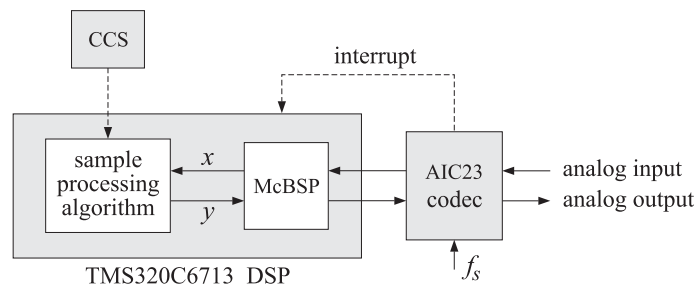 CCS
interrupt
sample
processing
algorithm
x
y
McBSP
AIC23
codec
analog input
analog output
fs
TMS320C6713 DSP